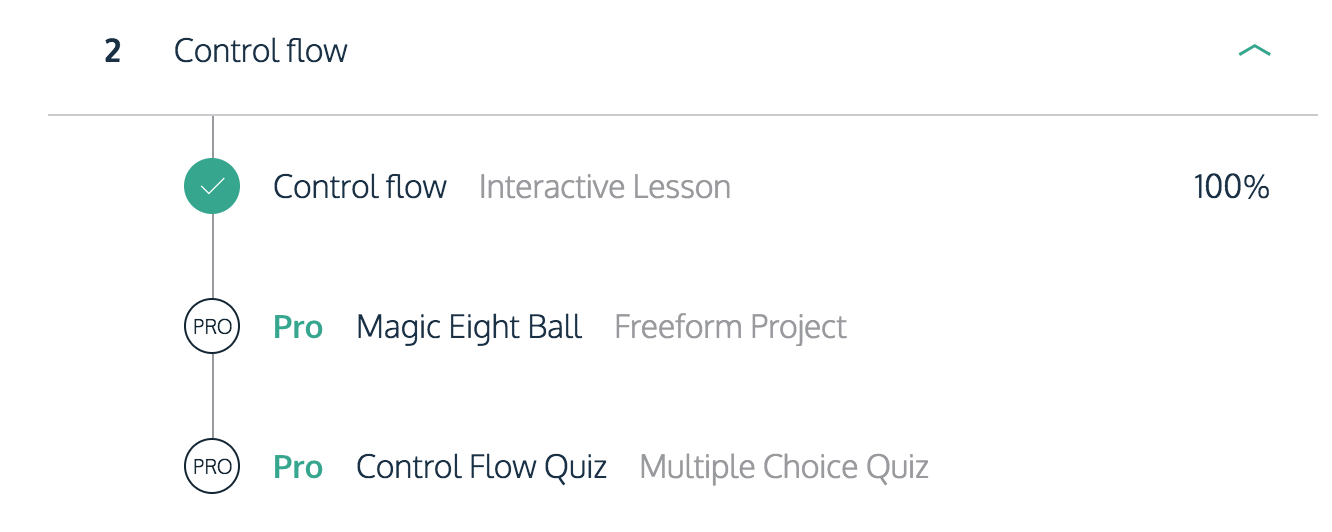 2 Control flow
Control flow Interactive Lesson 100%
PRO Pro Magic Eight Ball Freeform Project
PRO Pro Control Flow Quiz Multiple Choice Quiz